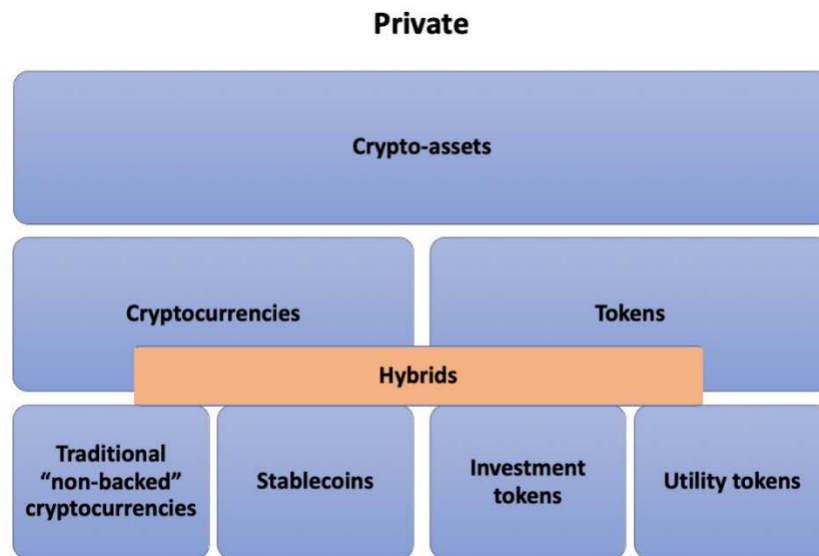 Private
Crypto-assets
Cryptocurrencies
Tokens
Hybrids
Traditional
“non-backed”
cryptocurrencies
Stablecoins
Investment
tokens
Utility tokens